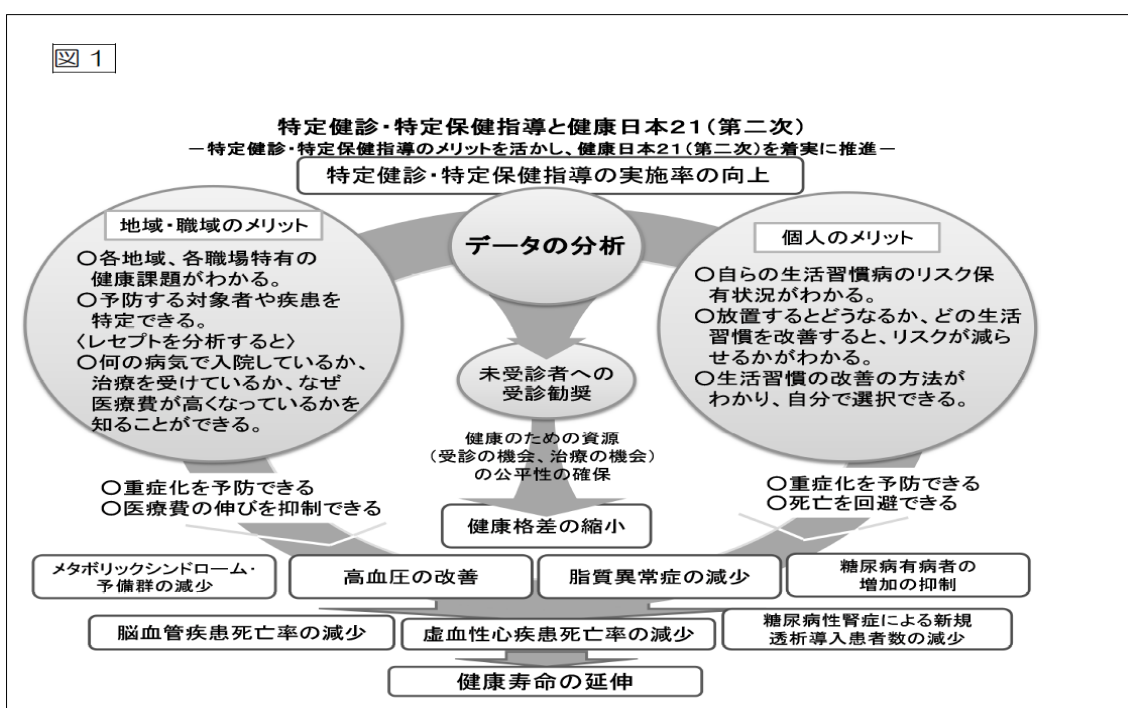 図１
特定健診・特定保健指導と健康日本21（第二次）
－特定健診・特定保健指導のメリットを活かし、健康日本21（第二次）を着実に推進－
特定健診・特定保健指導の実施率の向上
地域・職域のメリット
○各地域、各職場特有の
健康課題がわかる。
○予防する対象者や疾患を
特定できる。
〈レセプトを分析すると〉
○何の病気で入院しているか、
治療を受けているか、なぜ
医療費が高くなっているかを
知ることができる。
データの分析
個人のメリット
○自らの生活習慣病のリスク保
有状況がわかる。
○放置するとどうなるか、どの生活
習慣を改善すると、リスクが減ら
せるかがわかる。
○生活習慣の改善の方法が
わかり、自分で選択できる。
未受診者への
受診勧奨
健康のための資源
（受診の機会、治療の機会）
の公平性の確保
○重症化を予防できる
○医療費の伸びを抑制できる
○重症化を予防できる
○死亡を回避できる
健康格差の縮小
メタボリックシンドローム・
予備群の減少
高血圧の改善
脂質異常症の減少
糖尿病有病者の
増加の抑制
脳血管疾患死亡率の減少
虚血性心疾患死亡率の減少
糖尿病性腎症による新規
透析導入患者数の減少
健康寿命の延伸